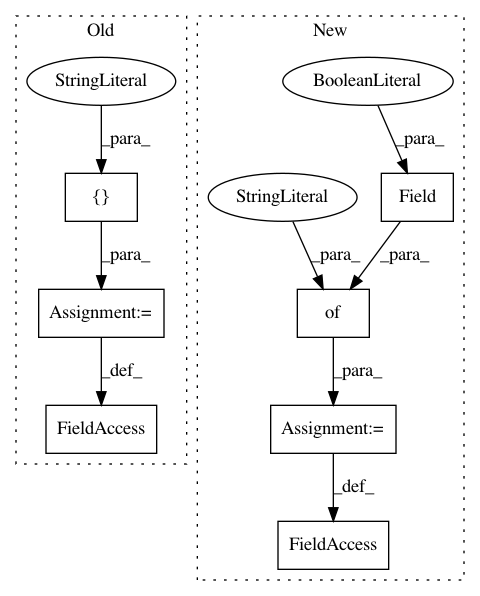 Old
New
StringLiteral
BooleanLiteral
_para_
_para_
{}
StringLiteral
Field
_para_
_para_
_para_
Assignment:=
of
_def_
_para_
FieldAccess
Assignment:=
_def_
FieldAccess